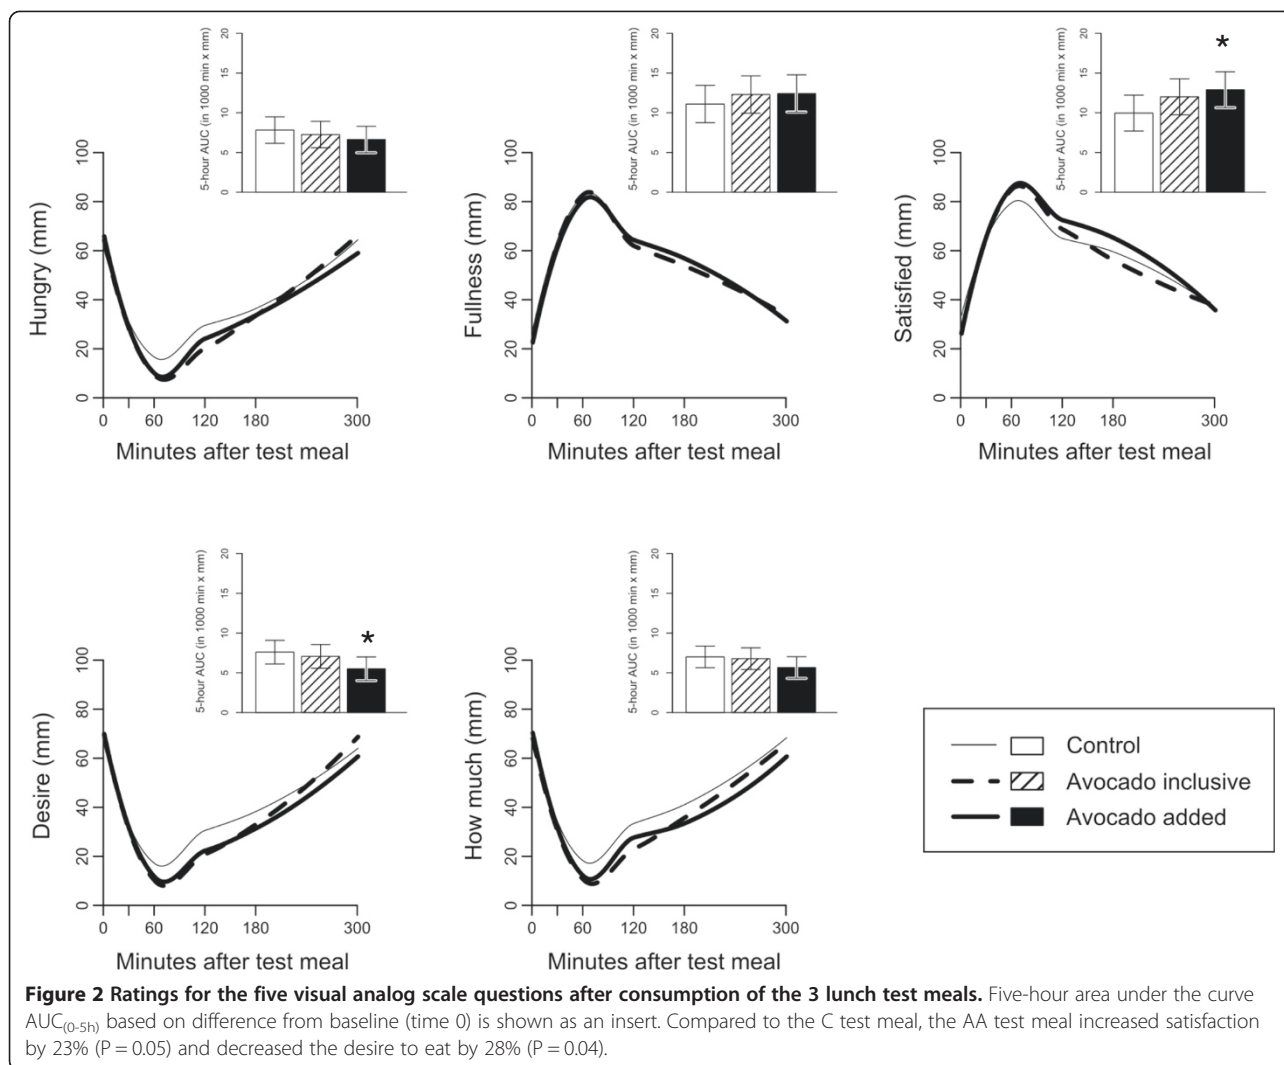 5-hour AUC (in 1000 min x mm)
20
15
10
5
0
Hungry (mm)
100
80
60
40
20
0
0 60 120 180 300
Minutes after test meal
5-hour AUC (in 1000 min x mm)
20
15
10
5
0
Fullness (mm)
100
80
60
40
20
0
0 60 120 180 300
Minutes after test meal
5-hour AUC (in 1000 min x mm)
20
15
10
5
0
*
Satisfied (mm)
100
80
60
40
20
0
0 60 120 180 300
Minutes after test meal
5-hour AUC (in 1000 min x mm)
20
15
10
5
0
*
Desire (mm)
100
80
60
40
20
0
0 60 120 180 300
Minutes after test meal
5-hour AUC (in 1000 min x mm)
20
15
10
5
0
How much (mm)
100
80
60
40
20
0
0 60 120 180 300
Minutes after test meal
Control
Avocado inclusive
Avocado added
Figure 2 Ratings for the five visual analog scale questions after consumption of the 3 lunch test meals. Five-hour area under the curve
AUC(0-5h) based on difference from baseline (time 0) is shown as an insert. Compared to the C test meal, the AA test meal increased satisfaction
by 23% (P = 0.05) and decreased the desire to eat by 28% (P = 0.04).